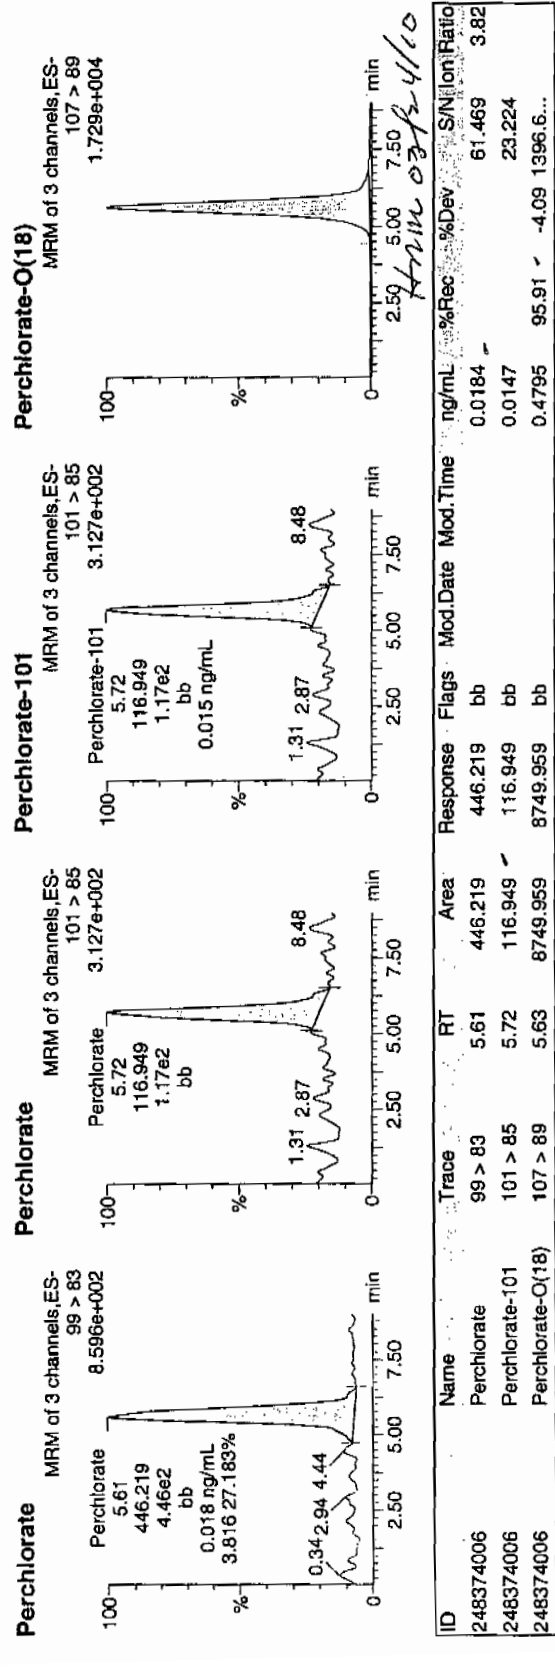 Perchlorate
MRM of 3 channels,ES-
99 > 83
8.596e+002
100
Perchlorate
5.61
446.219
4.46e2
bb
0.018 ng/mL
3.816 27.183%
%
0.34 2.94 4.44
0
2.50 5.00 7.50 min
Perchlorate
MRM of 3 channels,ES-
101 > 85
3.127e+002
100
Perchlorate
5.72
116.949
1.17e2
bb
%
1.31 2.87 8.48
0
2.50 5.00 7.50 min
Perchlorate-101
MRM of 3 channels,ES-
101 > 85
3.127e+002
100
Perchlorate-101
5.72
116.949
1.17e2
bb
0.015 ng/mL
%
1.31 2.87 8.48
0
2.50 5.00 7.50 min
Perchlorate-O(18)
MRM of 3 channels,ES-
107 > 89
1.729e+004
100
%
0
2.50 5.00 7.50 min
ID Name Trace RT Area Response Flags Mod.Date Mod.Time ng/mL %Rec %Dev S/N Ion Ratio
248374006 Perchlorate 99 > 83 5.61 446.219 446.219 bb 0.0184 61.469 3.82
248374006 Perchlorate-101 101 > 85 5.72 116.949 116.949 bb 0.0147 23.224
248374006 Perchlorate-O(18) 107 > 89 5.63 8749.959 8749.959 bb 0.4795 95.91 -4.09 1396.6...